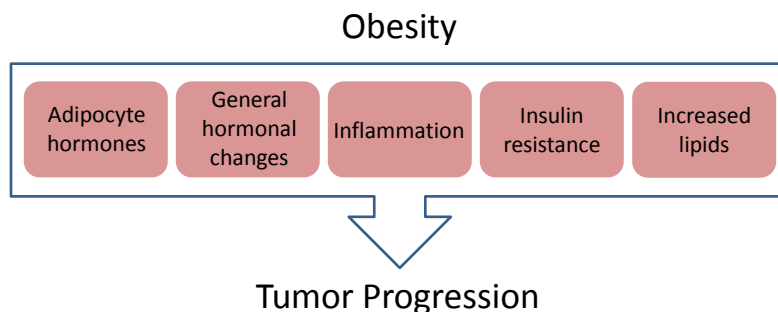 Obesity
Adipocyte
hormones
General
hormonal
changes
Inflammation
Insulin
resistance
Increased
lipids
Tumor Progression